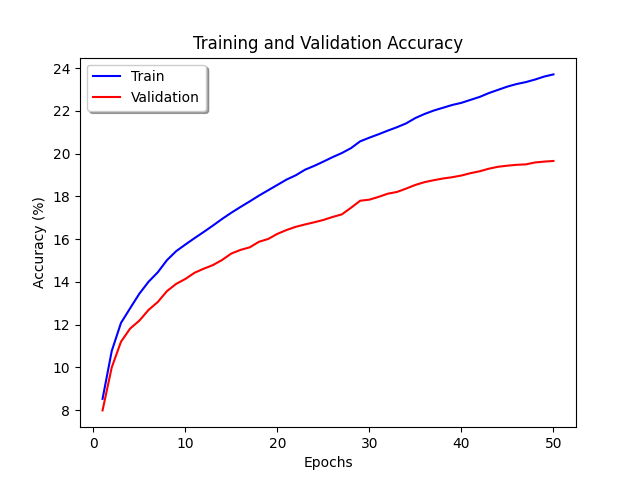 Training and Validation Accuracy
Train
Validation
24
22
20
18
16
14
12
10
8
Accuracy (%)
0 10 20 30 40 50
Epochs